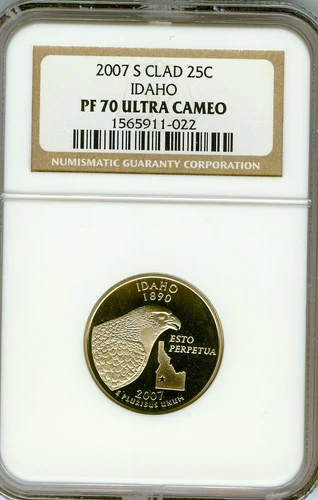 2007 S CLAD 25C
IDAHO
PF 70 ULTRA CAMEO
1565911-022
NUMISMATIC GUARANTY CORPORATION
IDAHO
1890
ESTO
PERPETUA
2007
E PLURIBUS UNUM